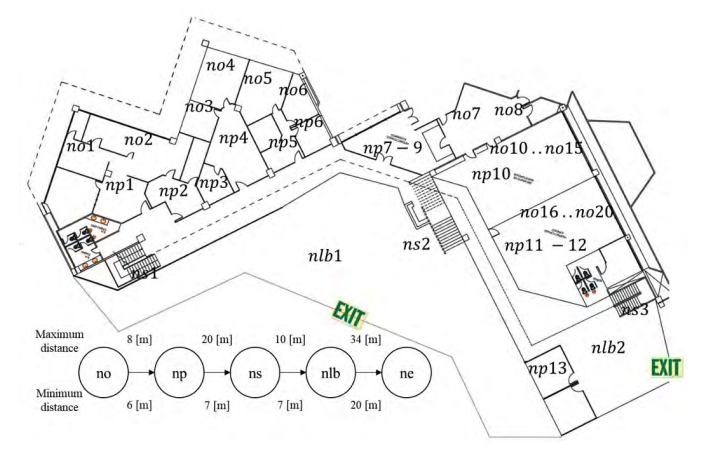 no4
no5
no6
no3
no7
no8
no1
no2
np4
np5
np6
np7 – 9
no10 ..no15
np1
np2
np3
np10
no16 ..no20
ns1
nlb1
ns2
np11 – 12
ns3
EXIT
nlb2
np13
EXIT
Maximum
distance
8 [m]
20 [m]
10 [m]
34 [m]
no
np
ns
nlb
ne
Minimum
distance
6 [m]
7 [m]
7 [m]
20 [m]